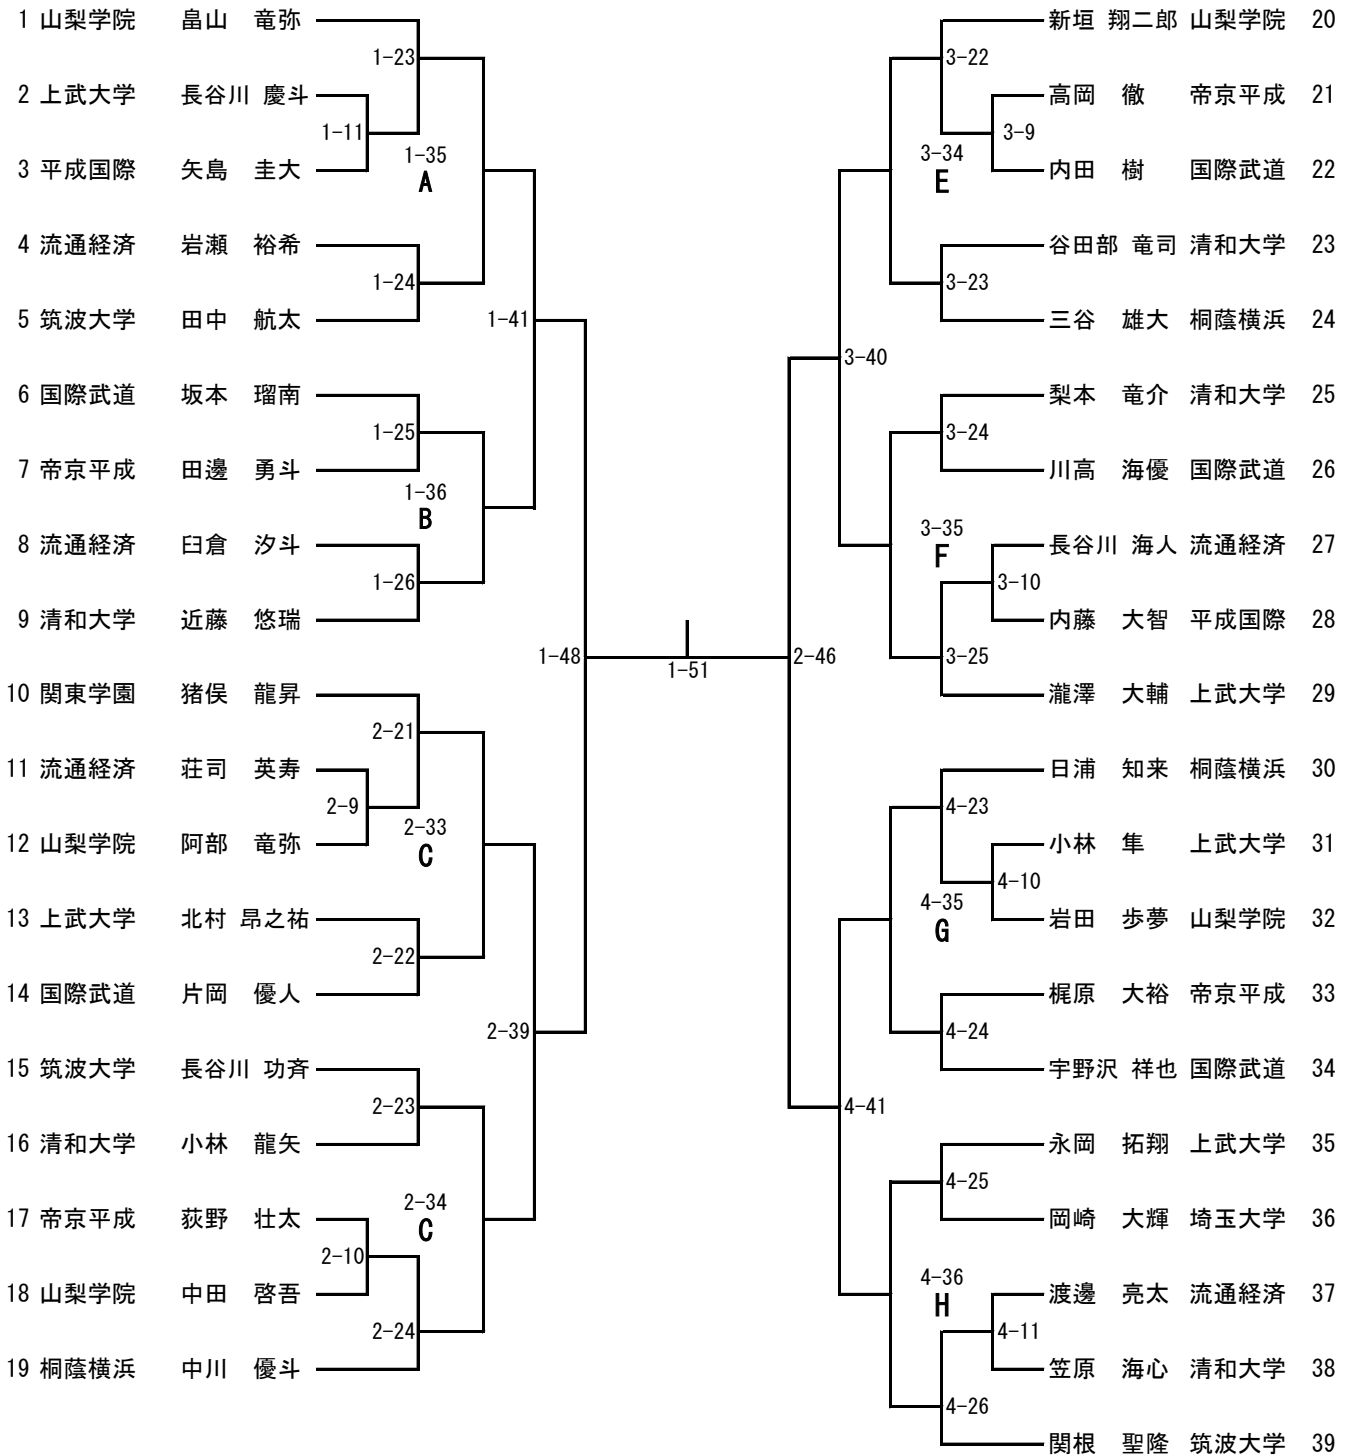 1 山梨学院 畠山 竜弥
1-23
2 上武大学 長谷川 慶斗
1-11
3 平成国際 矢島 圭大
1-35
A
4 流通経済 岩瀬 裕希
1-24
5 筑波大学 田中 航太
1-41
6 国際武道 坂本 瑠南
1-25
7 帝京平成 田邊 勇斗
1-36
B
8 流通経済 臼倉 汐斗
1-26
9 清和大学 近藤 悠瑞
1-48
10 関東学園 猪俣 龍昇
2-21
11 流通経済 荘司 英寿
2-9
12 山梨学院 阿部 竜弥
2-33
C
13 上武大学 北村 昂之祐
2-22
14 国際武道 片岡 優人
2-39
15 筑波大学 長谷川 功斉
2-23
16 清和大学 小林 龍矢
2-34
C
17 帝京平成 荻野 壮太
2-10
18 山梨学院 中田 啓吾
2-24
19 桐蔭横浜 中川 優斗
1-51
新垣 翔二郎 山梨学院 20
3-22
高岡 徹 帝京平成 21
3-9
内田 樹 国際武道 22
3-34
E
谷田部 竜司 清和大学 23
3-23
三谷 雄大 桐蔭横浜 24
3-40
梨本 竜介 清和大学 25
3-24
川高 海優 国際武道 26
3-35
F
長谷川 海人 流通経済 27
3-10
内藤 大智 平成国際 28
3-25
2-46
瀧澤 大輔 上武大学 29
日浦 知来 桐蔭横浜 30
4-23
小林 隼 上武大学 31
4-10
岩田 歩夢 山梨学院 32
4-35
G
梶原 大裕 帝京平成 33
4-24
宇野沢 祥也 国際武道 34
4-41
永岡 拓翔 上武大学 35
4-25
岡崎 大輝 埼玉大学 36
4-36
H
渡邊 亮太 流通経済 37
4-11
笠原 海心 清和大学 38
4-26
関根 聖隆 筑波大学 39